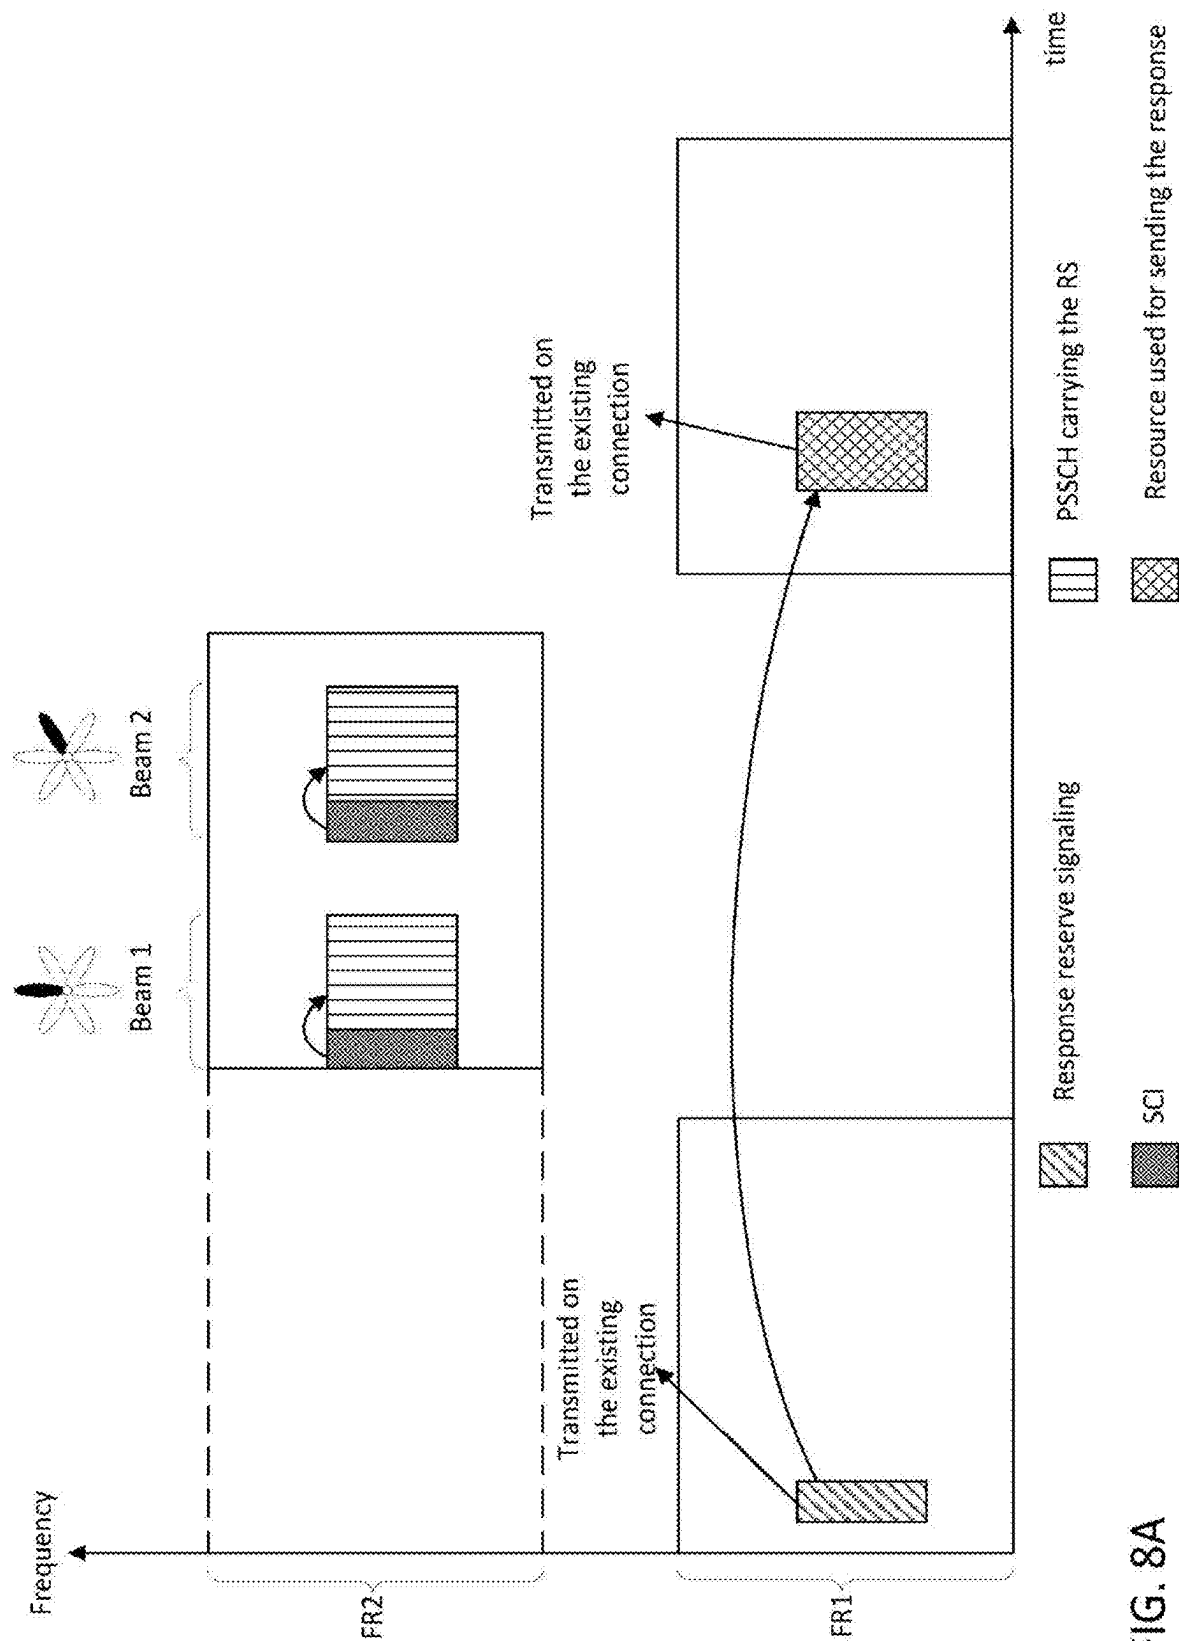 Frequency
FR2
FR1
Beam 1
Beam 2
Transmitted on
the existing
connection
Transmitted on
the existing
connection
time
Response reserve signaling
PSSCH carrying the RS
SCI
Resource used for sending the response
FIG. 8A